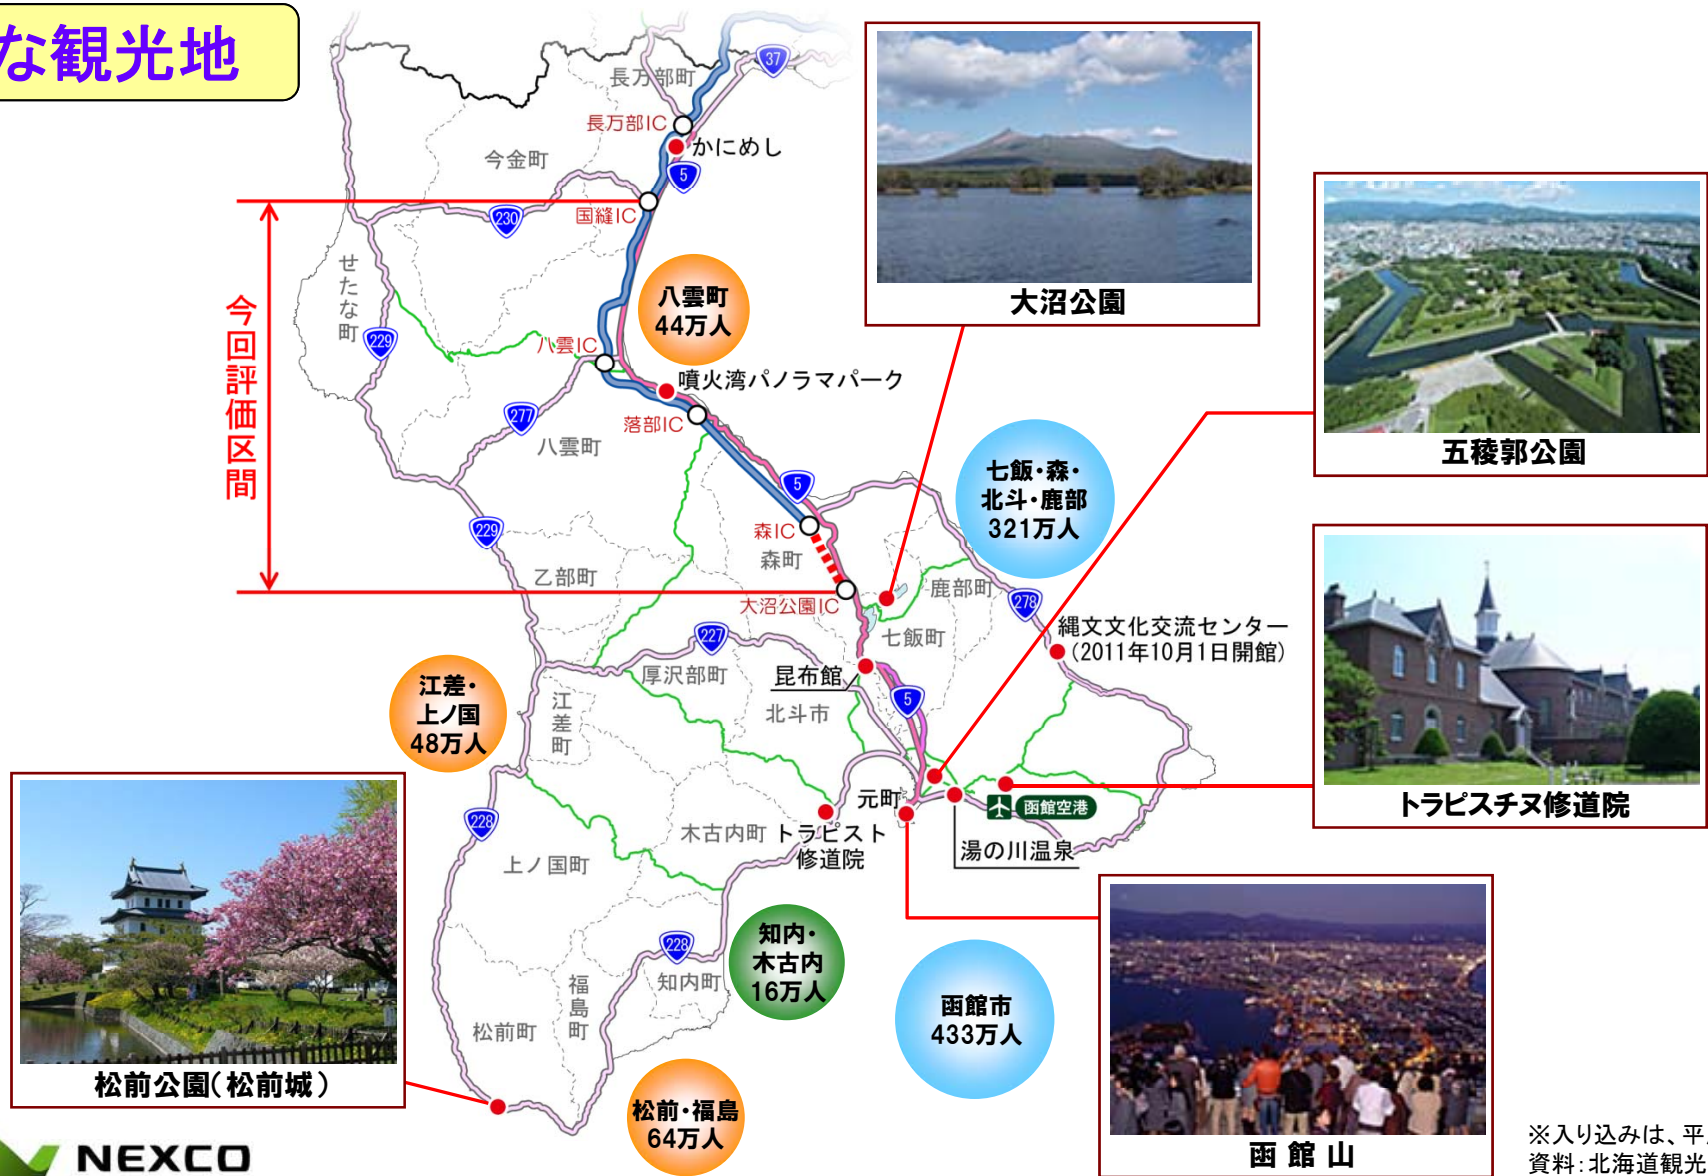 な観光地
37
長万部町
長万部IC
かにめし
今金町
5
国縫IC
230
せたな町
今回評価区間
八雲町
44万人
229
八雲IC
噴火湾パノラマパーク
277
落部IC
八雲町
大沼公園
五稜郭公園
5
七飯・森・
北斗・鹿部
321万人
229
森IC
森町
乙部町
大沼公園IC
鹿部町
278
七飯町
縄文文化交流センター
(2011年10月1日開館)
227
厚沢部町
昆布館
5
北斗市
江差・
上ノ国
48万人
江差町
トラピスチヌ修道院
元町
函館空港
228
木古内町
トラピスト
修道院
湯の川温泉
上ノ国町
知内・
木古内
16万人
228
知内町
福島町
松前町
函館市
433万人
松前公園(松前城)
松前・福島
64万人
函館山
NEXCO
※入り込みは、平
資料:北海道観光